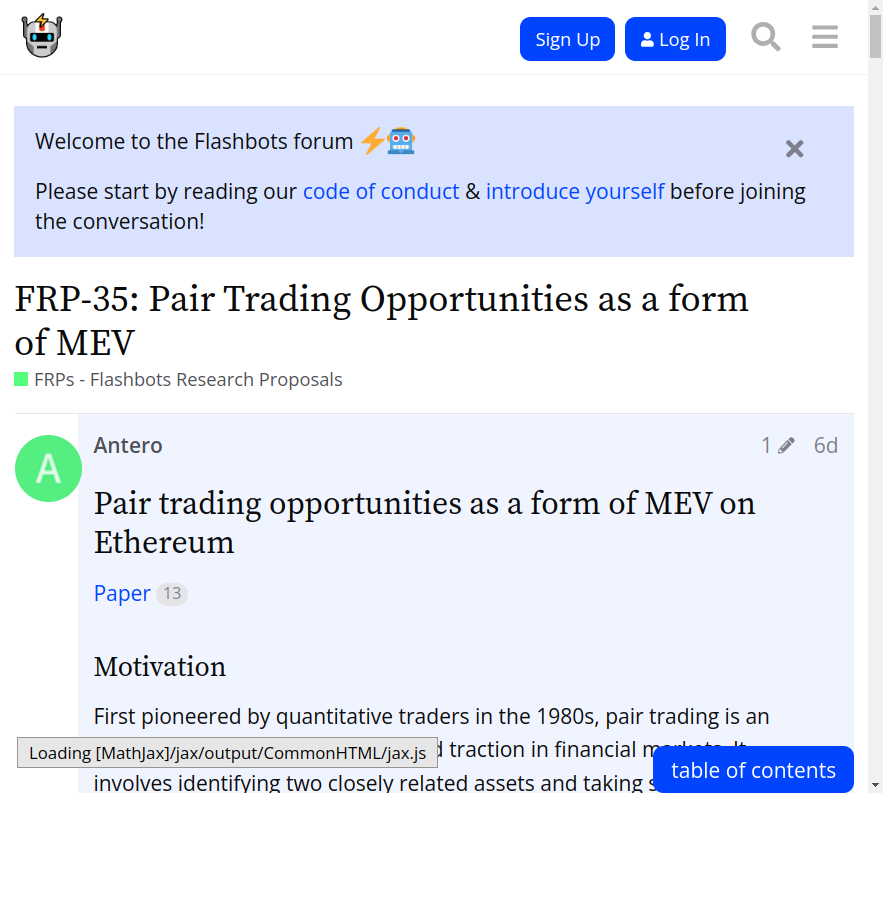 Sign Up
Log In
Welcome to the Flashbots forum
Please start by reading our code of conduct & introduce yourself before joining
the conversation!
FRP-35: Pair Trading Opportunities as a form
of MEV
FRPs - Flashbots Research Proposals
A
Antero
1
6d
Pair trading opportunities as a form of MEV on
Ethereum
Paper 13
Motivation
First pioneered by quantitative traders in the 1980s, pair trading is an
traction in financial markets. It
Loading [MathJax]/jax/output/CommonHTML/jax.js
table of contents
involves identifying two closely related assets and taking